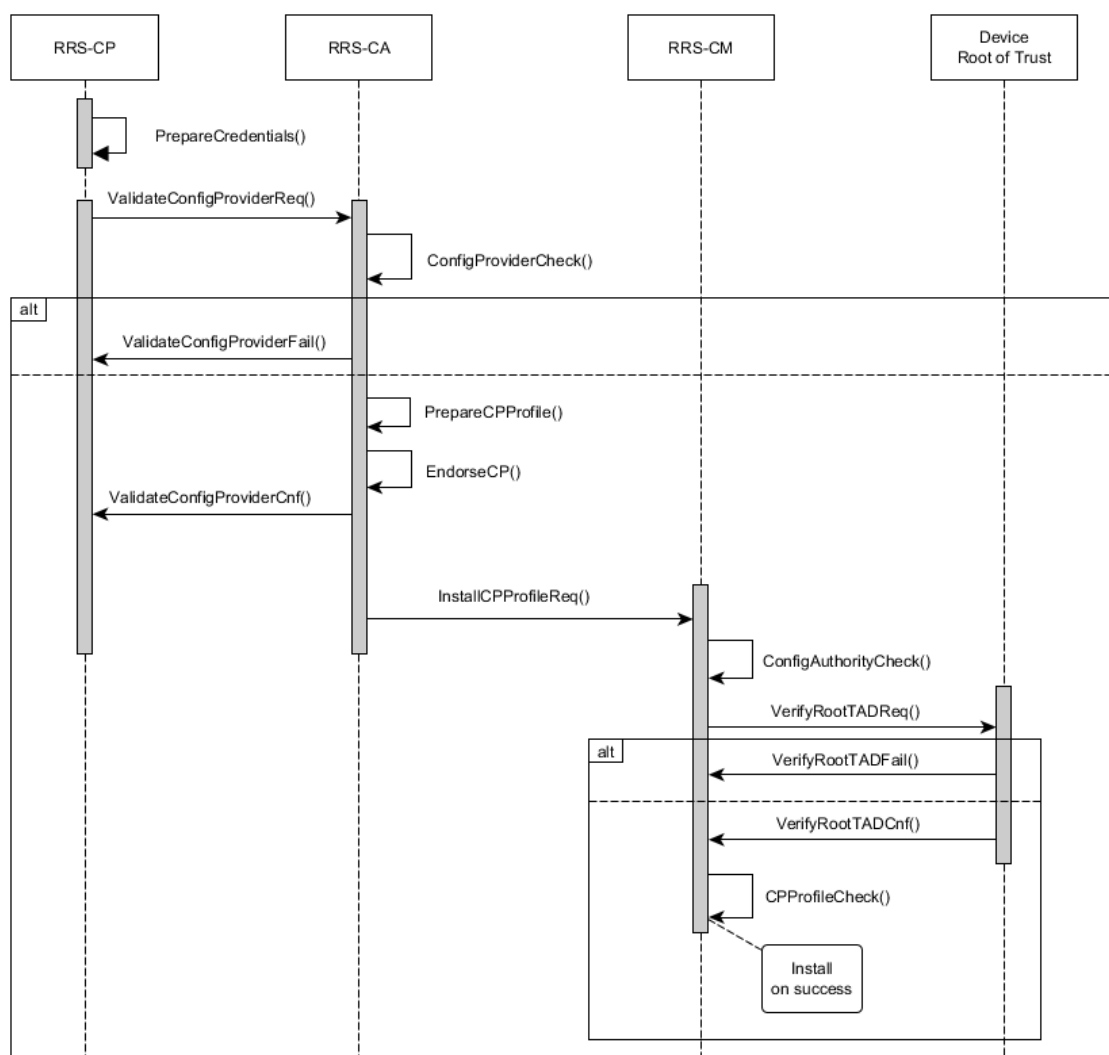 RRS-CP
RRS-CA
RRS-CM
Device
Root of Trust
PrepareCredentials()
ValidateConfigProviderReq()
ConfigProviderCheck()
alt
ValidateConfigProviderFail()
PrepareCPProfile()
EndorseCP()
ValidateConfigProviderCnf()
InstallCPProfileReq()
ConfigAuthorityCheck()
VerifyRootTADReq()
alt
VerifyRootTADFail()
VerifyRootTADCnf()
CPProfileCheck()
Install
on success